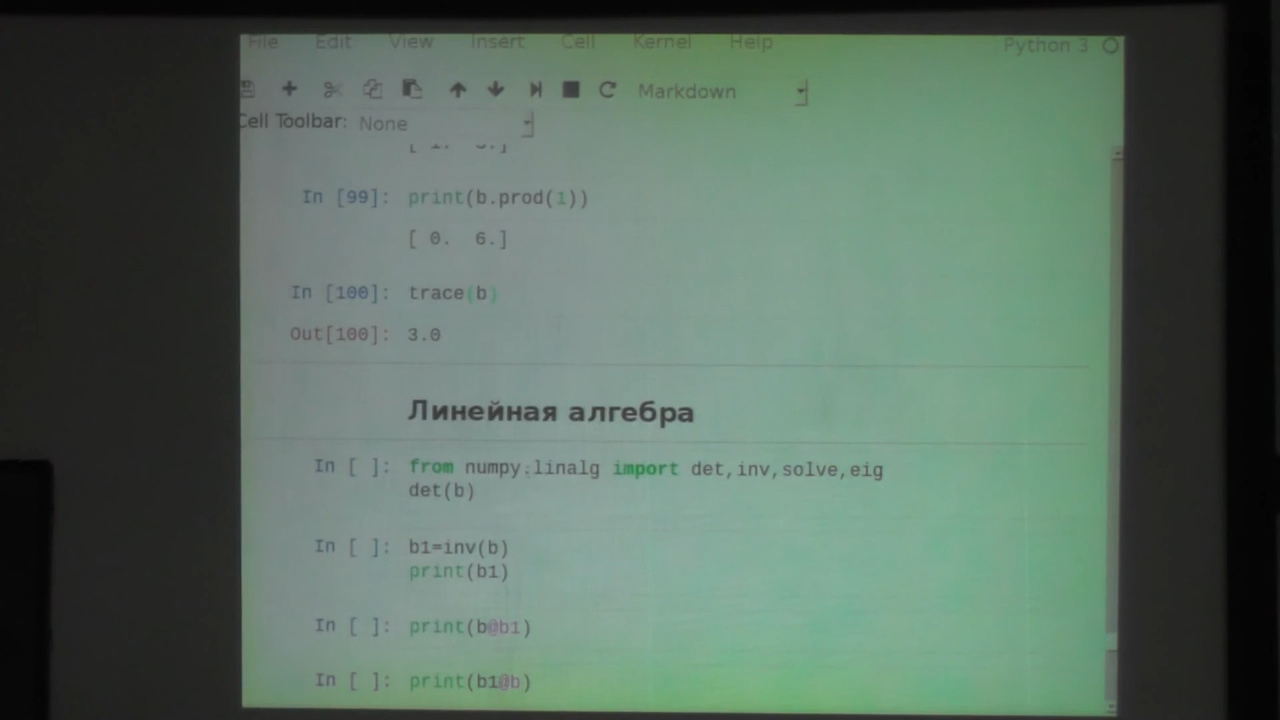 File Edit View Insert Cell Kernel Help Python 3
Markdown
Cell Toolbar: None
In [99]: print(b.prod(1))
[ 0. 6.]
In [100]: trace(b)
Out[100]: 3.0
Линейная алгебра
In [ ]: from numpy.linalg import det,inv,solve,eig
det(b)
In [ ]: b1=inv(b)
print(b1)
In [ ]: print(b@b1)
In [ ]: print(b1@b)